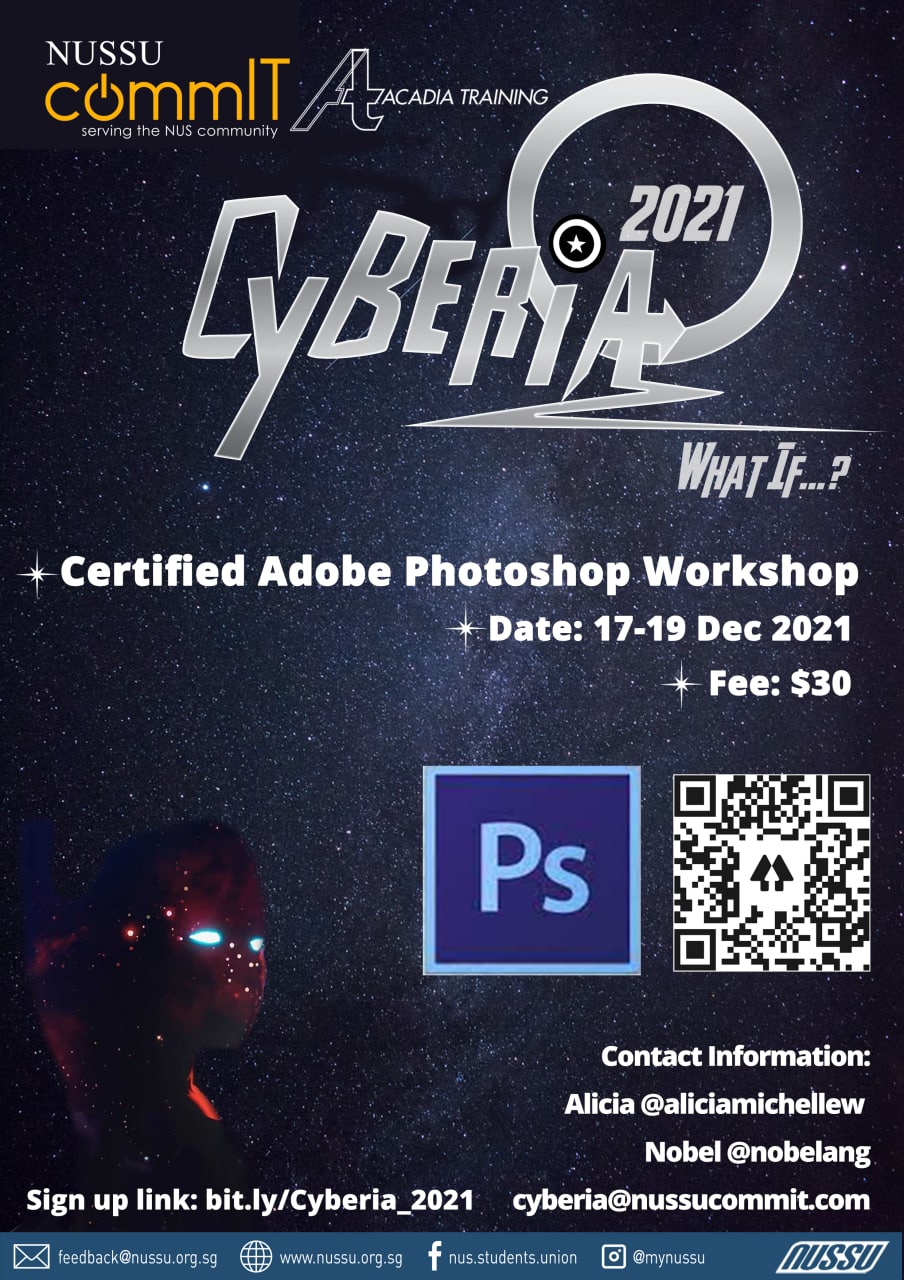 NUSSU
commIT
serving the NUS community
At ACADIA TRAINING
CYBERiA
2021
WHAT IF...?
Certified Adobe Photoshop Workshop
Date: 17-19 Dec 2021
Fee: $30
Ps
Contact Information:
Alicia @aliciamichellew
Nobel @nobelang
Sign up link: bit.ly/Cyberia_2021 cyberia@nussucommit.com
feedback@nussu.org.sg www.nussu.org.sg f nus.students.union @mynussu NUSSU